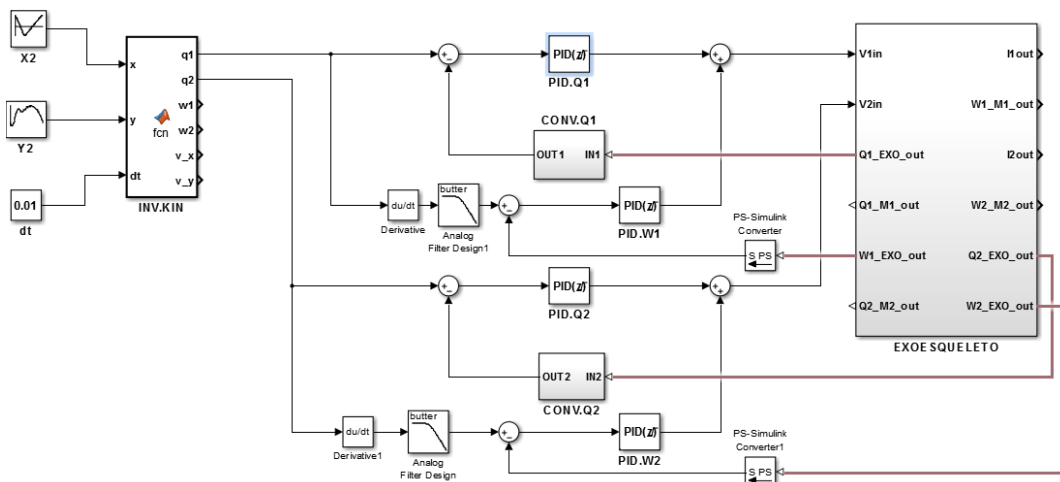 X2
Y2
0.01
dt
x
y
dt
q1
q2
w1
w2
v_x
v_y
fcn
INV.KIN
PID(z)
PID.Q1
CONV.Q1
OUT1 IN1
du/dt
Derivative
butter
Analog
Filter Design1
PID(z)
PID.W1
PS-Simulink
Converter
S PS
PID(z)
PID.Q2
OUT2 IN2
CONV.Q2
du/dt
Derivative1
butter
Analog
Filter Design
PID(z)
PID.W2
PS-Simulink
Converter1
S PS
V1in I1out
V2in W1_M1_out
Q1_EXO_out I2out
Q1_M1_out W2_M2_out
W1_EXO_out Q2_EXO_out
Q2_M2_out W2_EXO_out
EXOESQUELETO